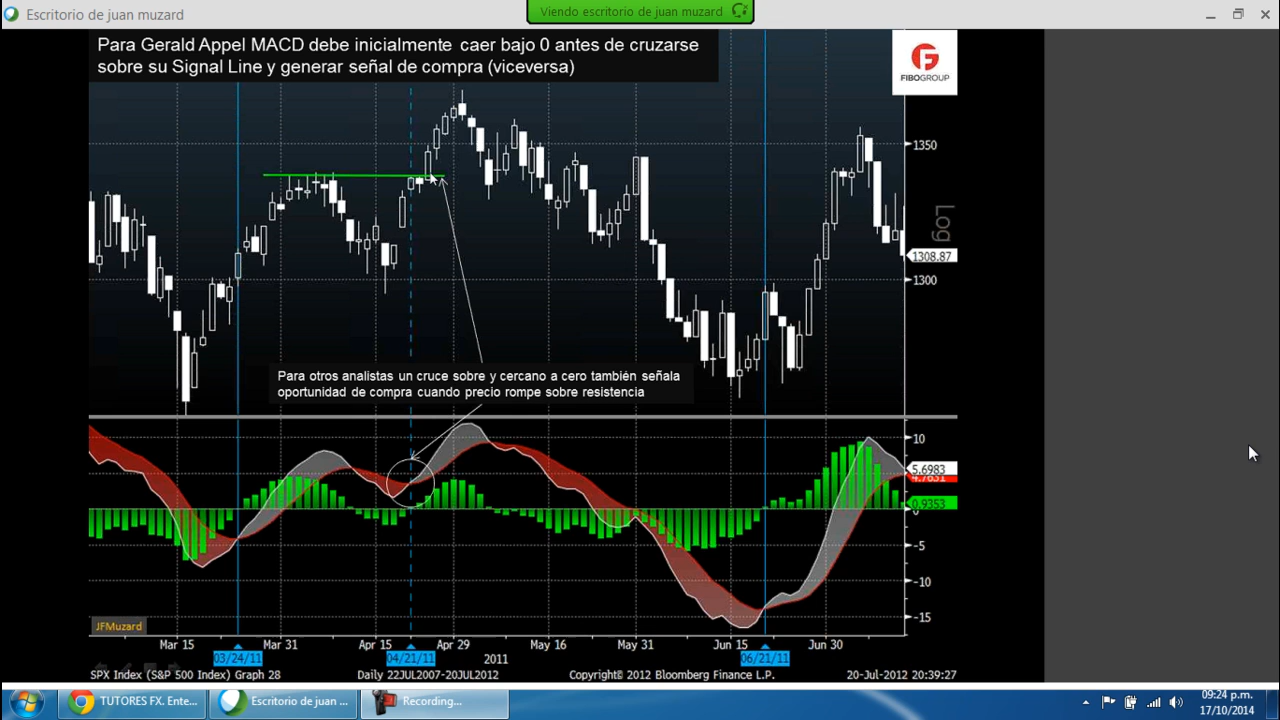 Escritorio de juan muzard
Viendo escritorio de juan muzard
Para Gerald Appel MACD debe inicialmente caer bajo 0 antes de cruzarse
sobre su Signal Line y generar señal de compra (viceversa)
FIBOGROUP
1350
Log
1308.87
1300
Para otros analistas un cruce sobre y cercano a cero también señala
oportunidad de compra cuando precio rompe sobre resistencia
10
5.6983
4.7631
0.9353
0
-5
-10
-15
JFMuzard
Mar 15 Mar 31 Apr 15 Apr 29 May 16 May 31 Jun 15 Jun 30
03/24/11 04/21/11 2011 06/21/11
SPX Index (S&P 500 Index) Graph 28 Daily 22JUL2007-20JUL2012 Copyright© 2012 Bloomberg Finance L.P. 20-Jul-2012 20:39:27
TUTORES FX. Ente... Escritorio de juan ... Recording...
09:24 p.m.
17/10/2014